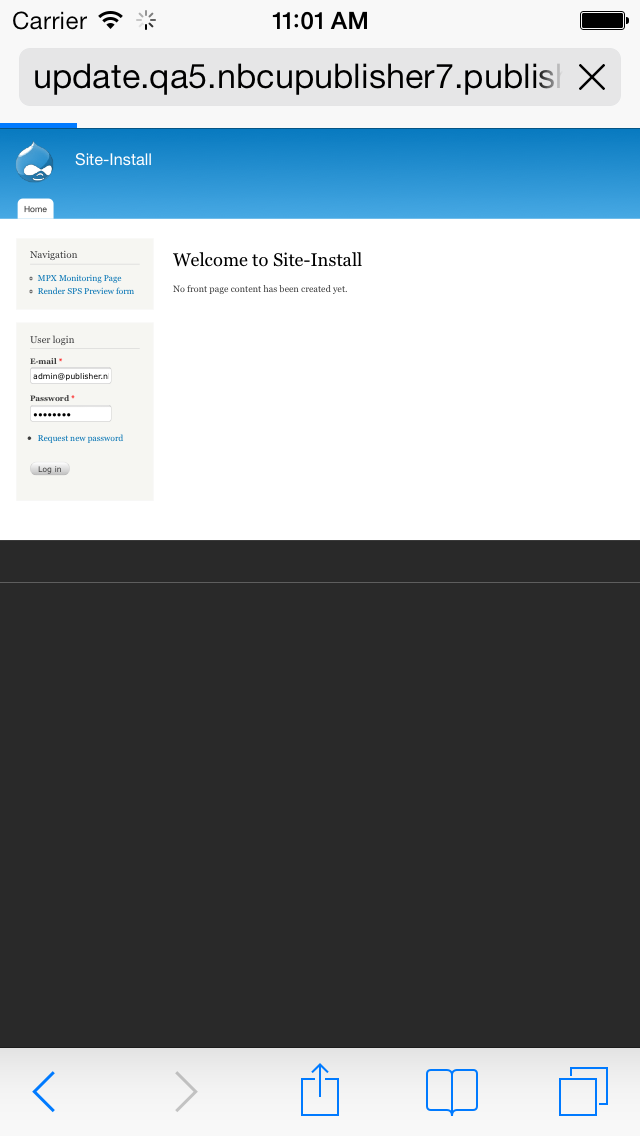 Carrier 11:01 AM
update.qa5.nbcupublisher7.publish
Site-Install
Home
Navigation
MPX Monitoring Page
Render SPS Preview form
User login
E-mail *
admin@publisher.n
Password *
••••••••
Request new password
Log in
Welcome to Site-Install
No front page content has been created yet.